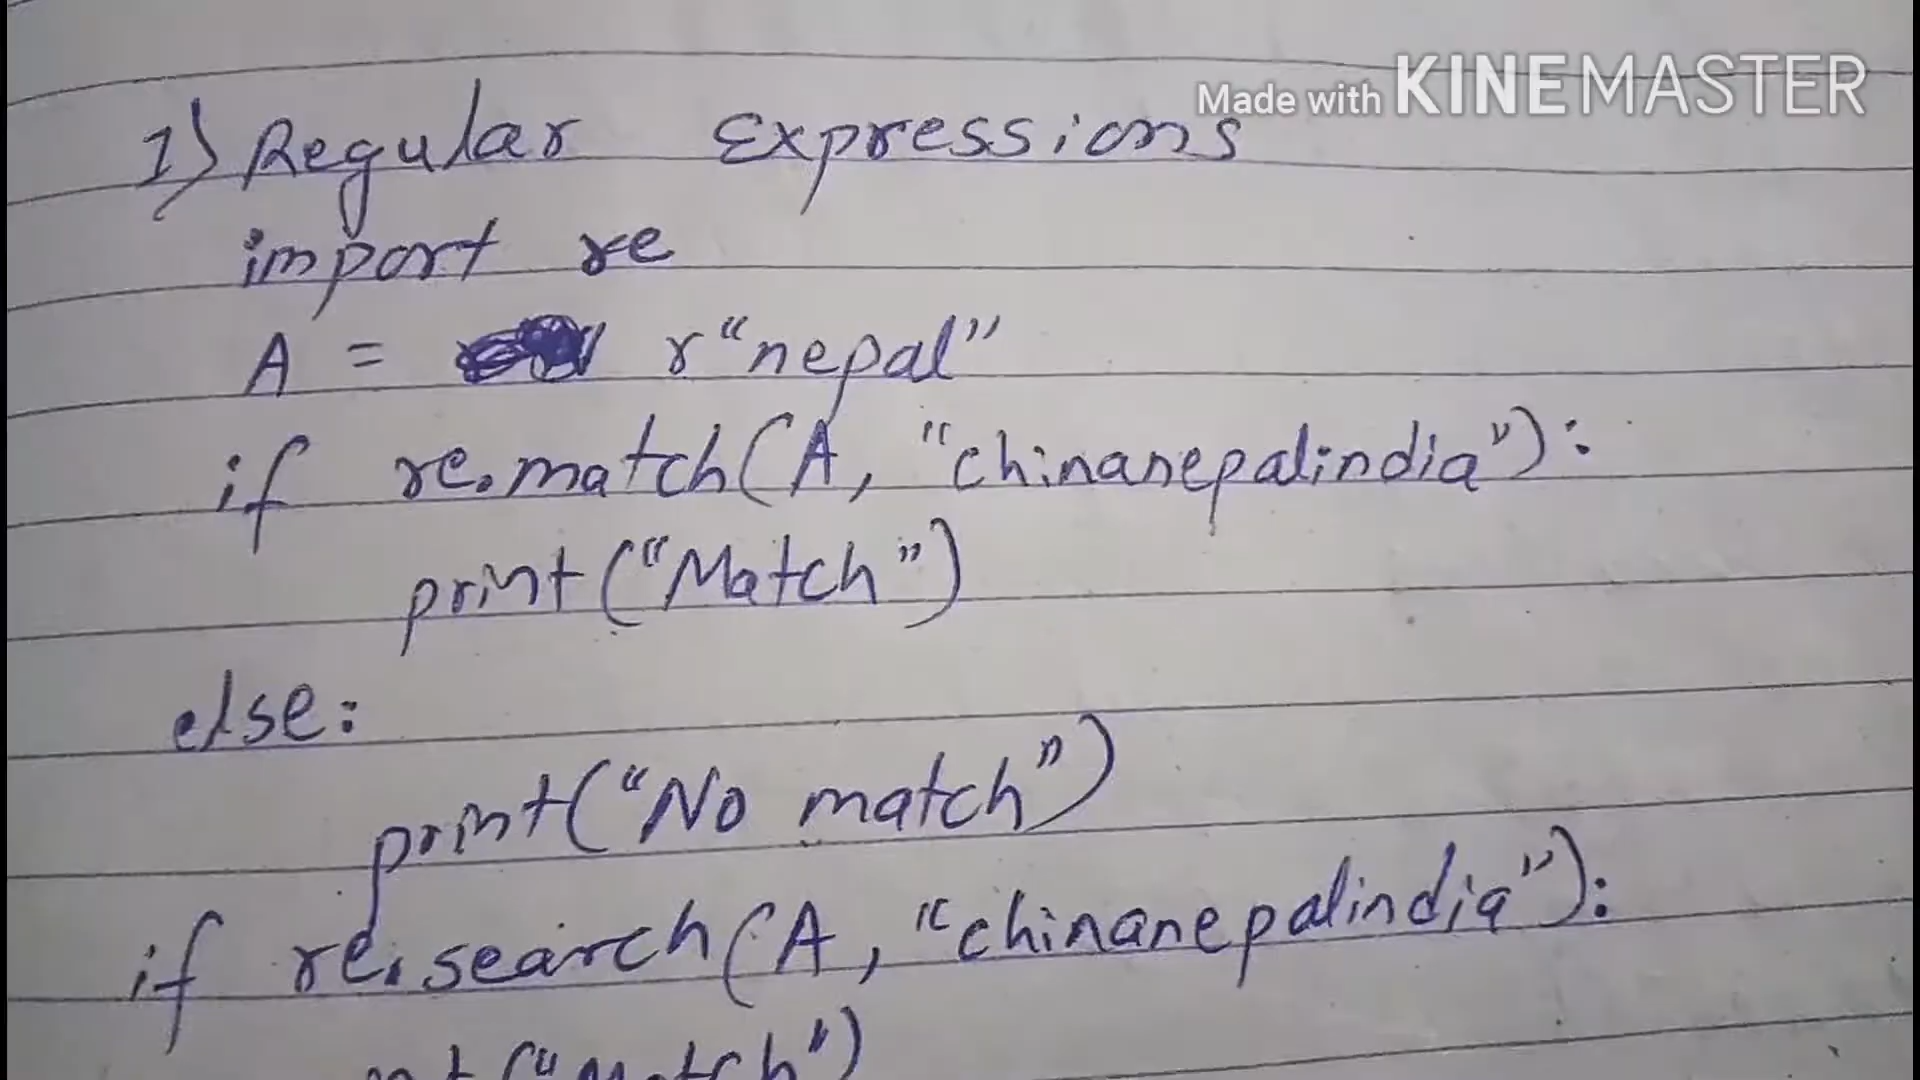 Made with KINEMASTER
1) Regular Expressions
import re
A = r“nepal”
if re.match(A, “chinanepalindia”):
print(“Match”)
else:
print(“No match”)
if re.search(A, “chinanepalindia”):
(“Match”)